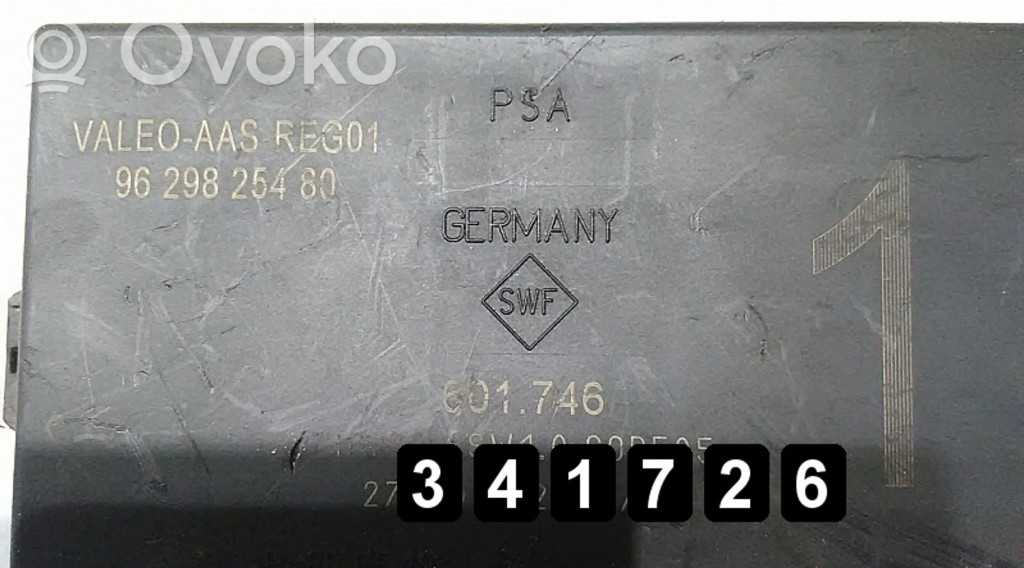 Ovoko
PSA
VALEO-AAS REG01
96 298 254 80
GERMANY
SWF
601.746
1
3 4 1 7 2 6